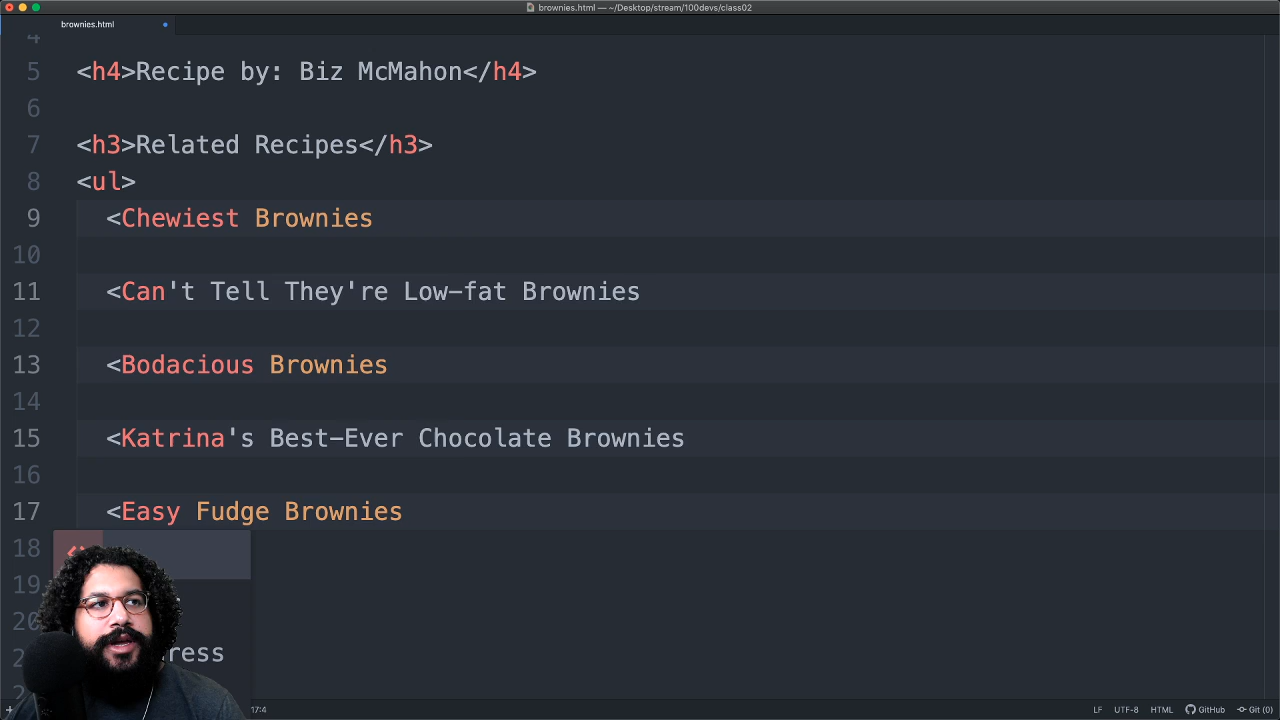 brownies.html — ~/Desktop/stream/100devs/class02
brownies.html
4
5 <h4>Recipe by: Biz McMahon</h4>
6
7 <h3>Related Recipes</h3>
8 <ul>
9 <Chewiest Brownies
10
11 <Can't Tell They're Low-fat Brownies
12
13 <Bodacious Brownies
14
15 <Katrina's Best-Ever Chocolate Brownies
16
17 <Easy Fudge Brownies
18
19
20
17:4 LF UTF-8 HTML GitHub Git (0)